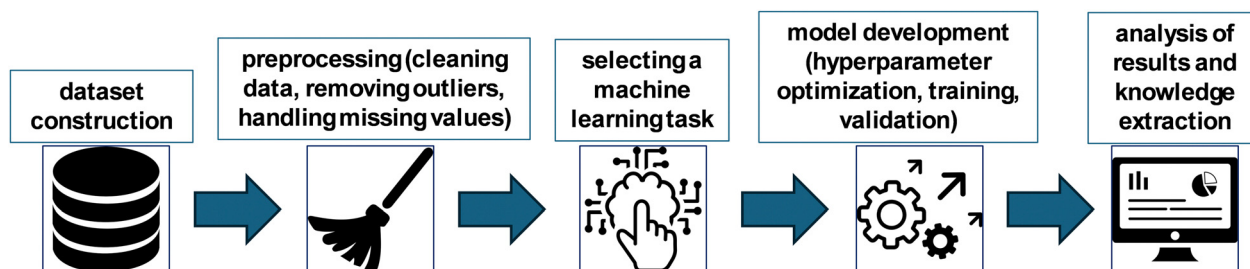 dataset
construction
preprocessing (cleaning
data, removing outliers,
handling missing values)
selecting a
machine
learning task
model development
(hyperparameter
optimization, training,
validation)
analysis of
results and
knowledge
extraction